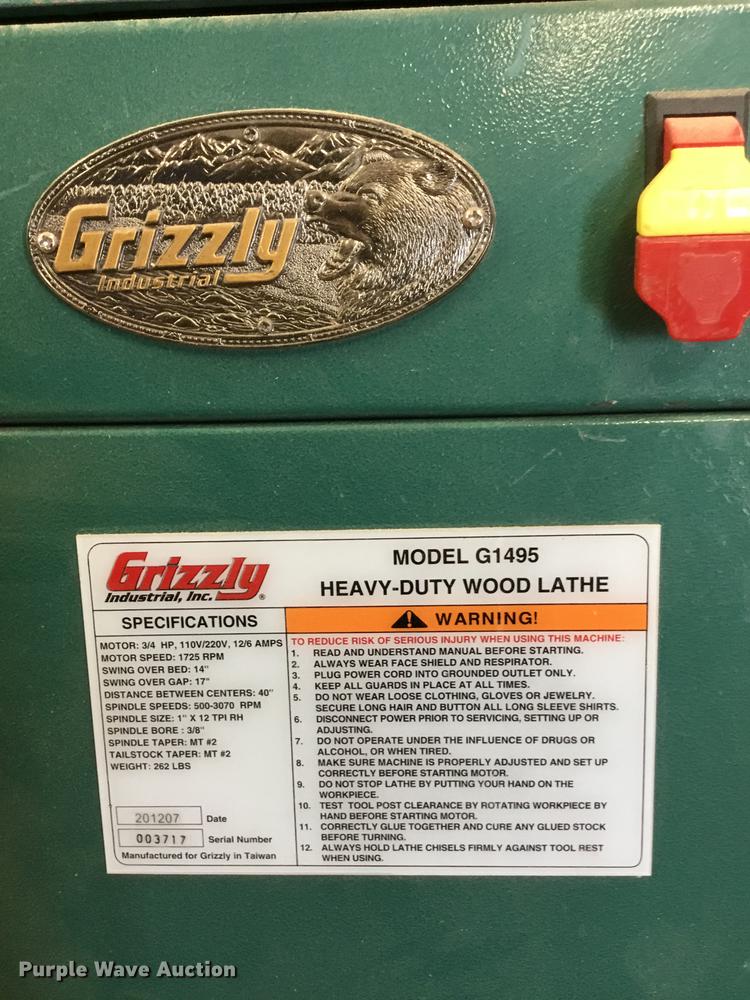 Grizzly
Industrial
Grizzly
Industrial, Inc.®
MODEL G1495
HEAVY-DUTY WOOD LATHE
SPECIFICATIONS
MOTOR: 3/4 HP, 110V/220V, 12/6 AMPS
MOTOR SPEED: 1725 RPM
SWING OVER BED: 14"
SWING OVER GAP: 17"
DISTANCE BETWEEN CENTERS: 40"
SPINDLE SPEEDS: 500-3070 RPM
SPINDLE SIZE: 1" X 12 TPI RH
SPINDLE BORE : 3/8"
SPINDLE TAPER: MT #2
TAILSTOCK TAPER: MT #2
WEIGHT: 262 LBS
201207 Date
003717 Serial Number
Manufactured for Grizzly in Taiwan
WARNING!
TO REDUCE RISK OF SERIOUS INJURY WHEN USING THIS MACHINE:
1. READ AND UNDERSTAND MANUAL BEFORE STARTING.
2. ALWAYS WEAR FACE SHIELD AND RESPIRATOR.
3. PLUG POWER CORD INTO GROUNDED OUTLET ONLY.
4. KEEP ALL GUARDS IN PLACE AT ALL TIMES.
5. DO NOT WEAR LOOSE CLOTHING, GLOVES OR JEWELRY.
SECURE LONG HAIR AND BUTTON ALL LONG SLEEVE SHIRTS.
6. DISCONNECT POWER PRIOR TO SERVICING, SETTING UP OR
ADJUSTING.
7. DO NOT OPERATE UNDER THE INFLUENCE OF DRUGS OR
ALCOHOL, OR WHEN TIRED.
8. MAKE SURE MACHINE IS PROPERLY ADJUSTED AND SET UP
CORRECTLY BEFORE STARTING MOTOR.
9. DO NOT STOP LATHE BY PUTTING YOUR HAND ON THE
WORKPIECE.
10. TEST TOOL POST CLEARANCE BY ROTATING WORKPIECE BY
HAND BEFORE STARTING MOTOR.
11. CORRECTLY GLUE TOGETHER AND CURE ANY GLUED STOCK
BEFORE TURNING.
12. ALWAYS HOLD LATHE CHISELS FIRMLY AGAINST TOOL REST
WHEN USING.
Purple Wave Auction